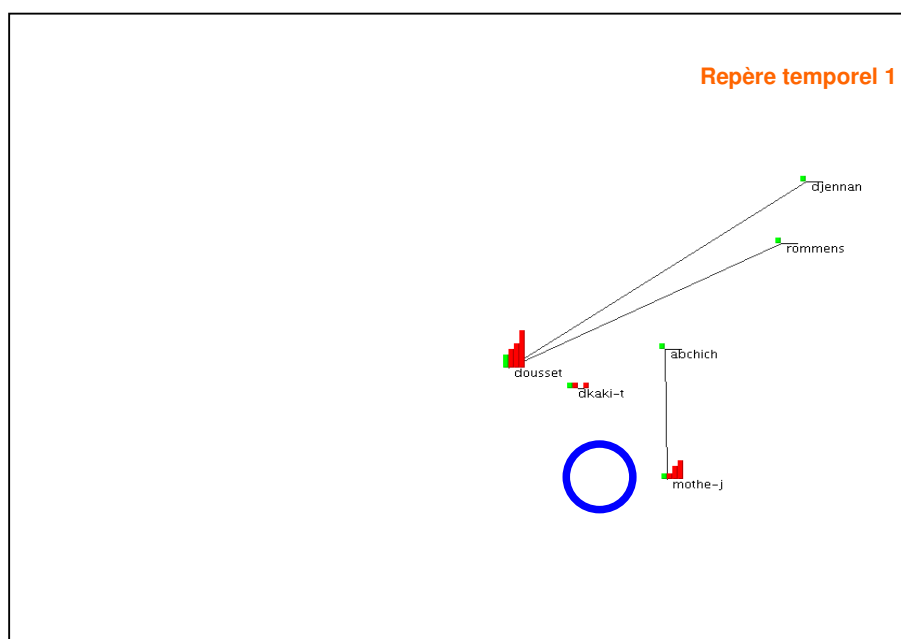 Repère temporel 1
djennan
rommens
abchich
dousset
dkaki-t
mothe-j